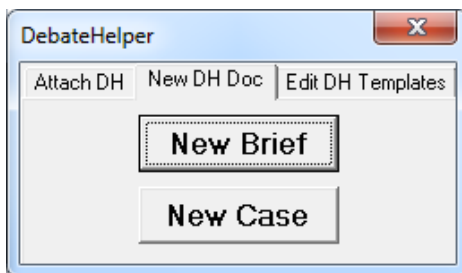 DebateHelper
Attach DH New DH Doc Edit DH Templates
New Brief
New Case